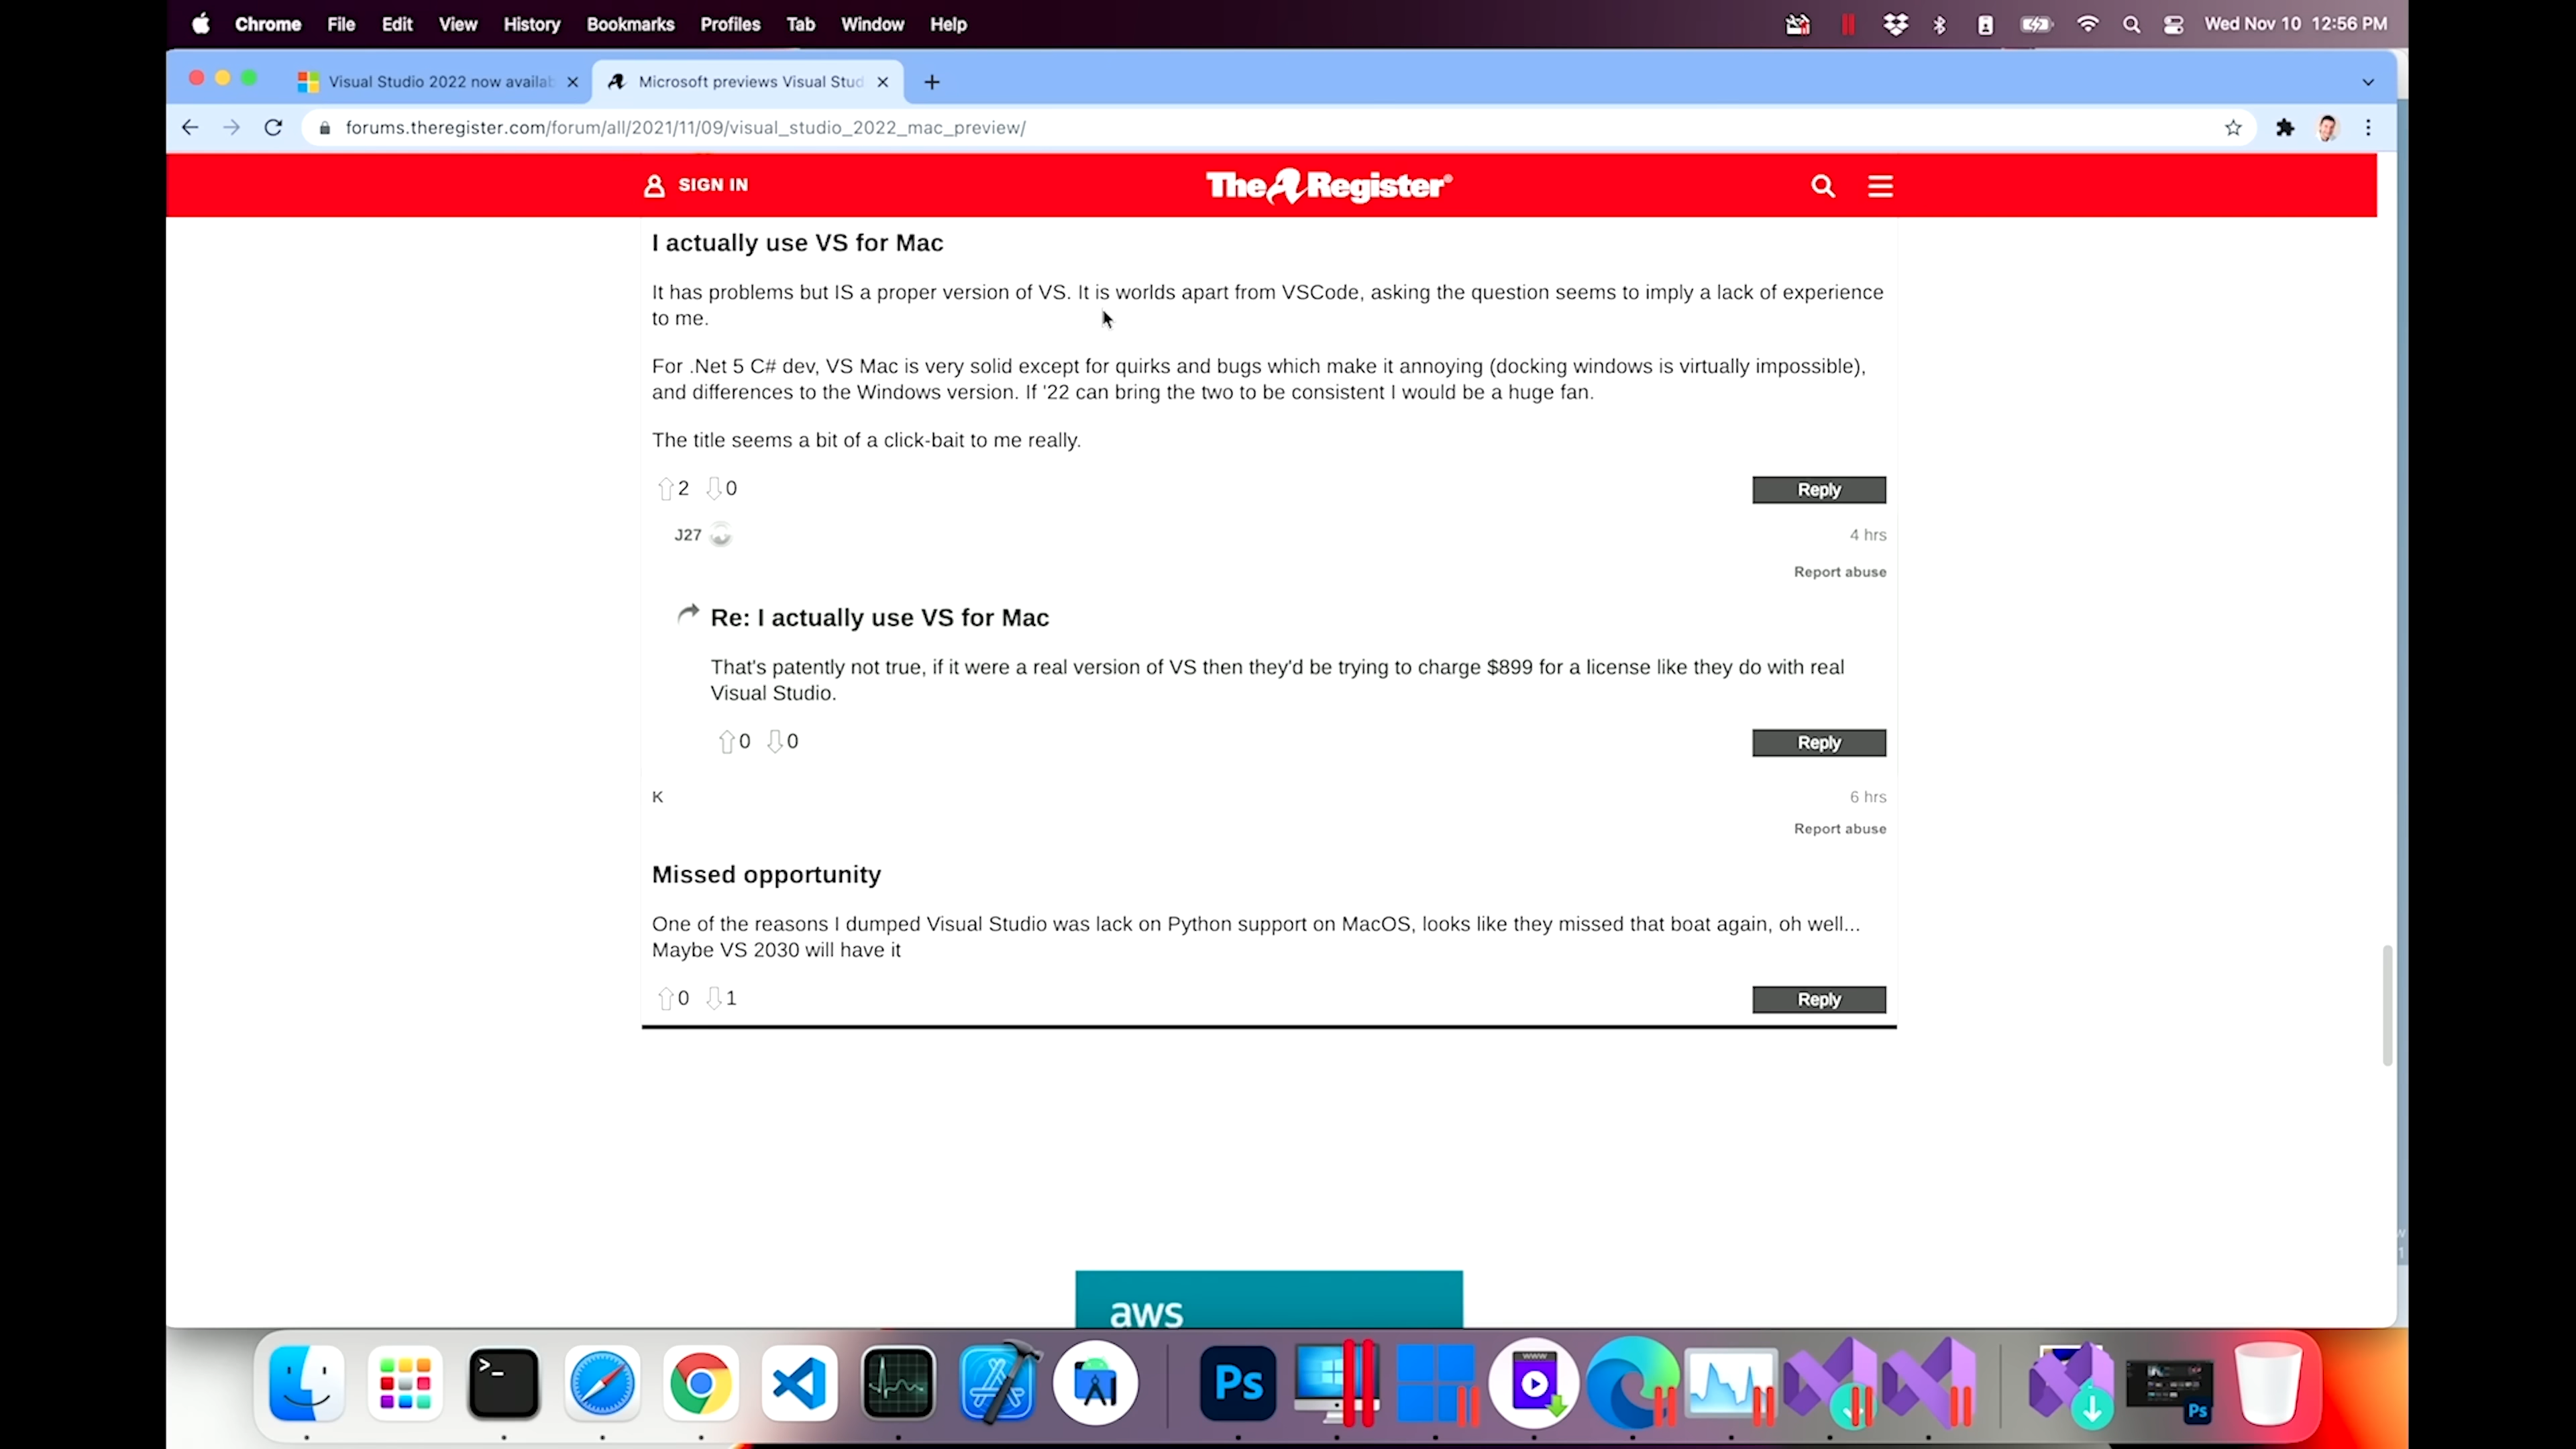 Chrome File Edit View History Bookmarks Profiles Tab Window Help Wed Nov 10 12:56 PM
Visual Studio 2022 now availab Microsoft previews Visual Stud
forums.theregister.com/forum/all/2021/11/09/visual_studio_2022_mac_preview/
SIGN IN The Register®
I actually use VS for Mac
It has problems but IS a proper version of VS. It is worlds apart from VSCode, asking the question seems to imply a lack of experience
to me.
For .Net 5 C# dev, VS Mac is very solid except for quirks and bugs which make it annoying (docking windows is virtually impossible),
and differences to the Windows version. If '22 can bring the two to be consistent I would be a huge fan.
The title seems a bit of a click-bait to me really.
2 0 Reply
J27 4 hrs
Report abuse
Re: I actually use VS for Mac
That's patently not true, if it were a real version of VS then they'd be trying to charge $899 for a license like they do with real
Visual Studio.
0 0 Reply
K 6 hrs
Report abuse
Missed opportunity
One of the reasons I dumped Visual Studio was lack on Python support on MacOS, looks like they missed that boat again, oh well...
Maybe VS 2030 will have it
0 1 Reply
aws
>_
Ps
WWW
Ps